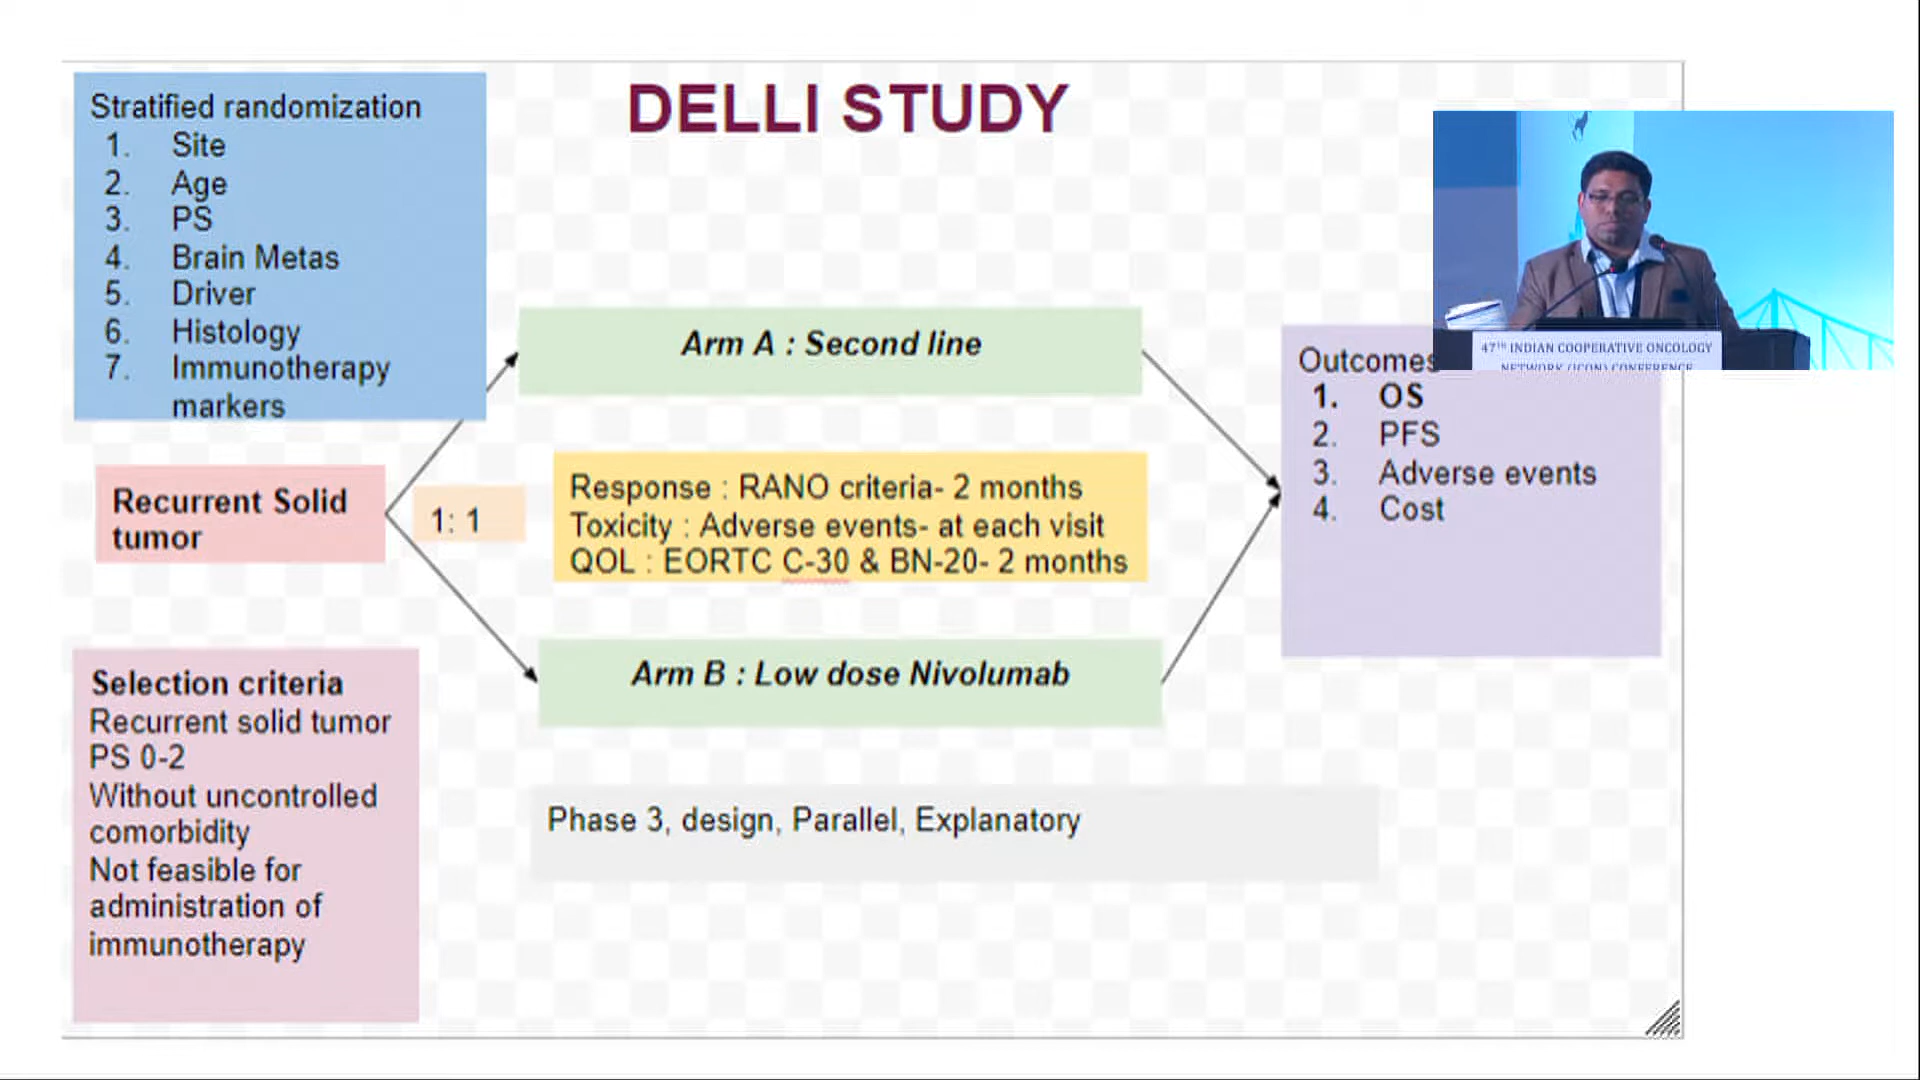 DELLI STUDY
Stratified randomization
1. Site
2. Age
3. PS
4. Brain Metas
5. Driver
6. Histology
7. Immunotherapy
markers
Recurrent Solid
tumor
1: 1
Selection criteria
Recurrent solid tumor
PS 0-2
Without uncontrolled
comorbidity
Not feasible for
administration of
immunotherapy
Arm A : Second line
Response : RANO criteria- 2 months
Toxicity : Adverse events- at each visit
QOL : EORTC C-30 & BN-20- 2 months
Arm B : Low dose Nivolumab
Phase 3, design, Parallel, Explanatory
Outcomes
1. OS
2. PFS
3. Adverse events
4. Cost
47TH INDIAN COOPERATIVE ONCOLOGY
NETWORK (ICON) CONFERENCE